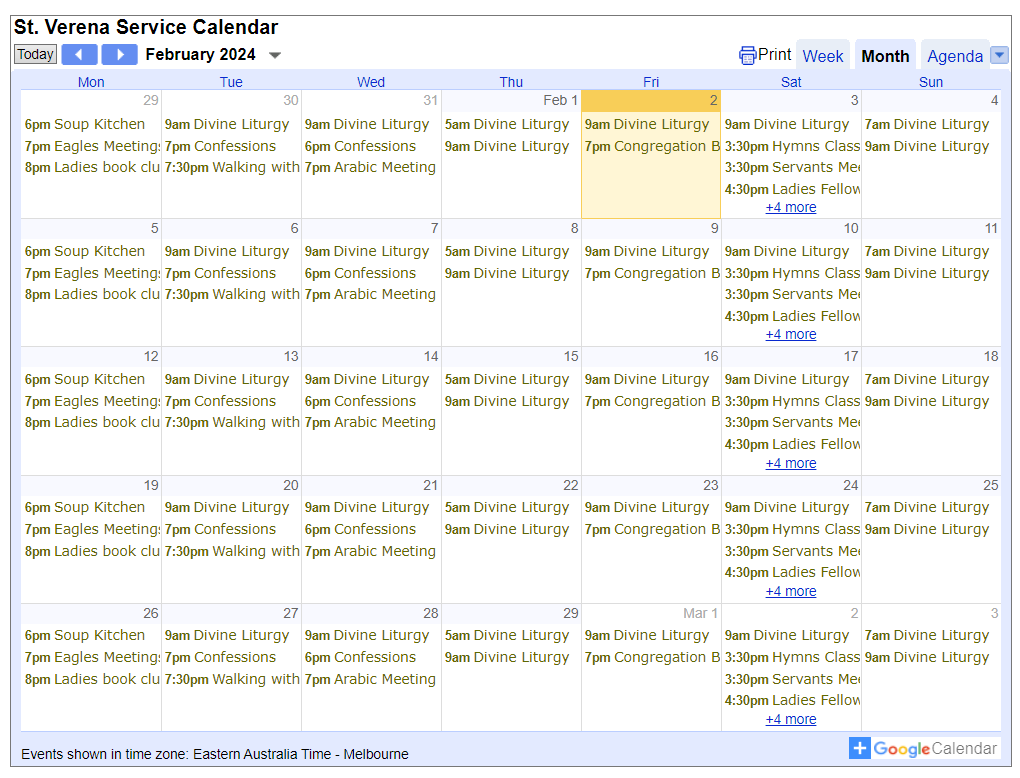 St. Verena Service Calendar
Today February 2024 Print Week Month Agenda
Mon Tue Wed Thu Fri Sat Sun
29 30 31 Feb 1 2 3 4
6pm Soup Kitchen 9am Divine Liturgy 9am Divine Liturgy 5am Divine Liturgy 9am Divine Liturgy 9am Divine Liturgy 7am Divine Liturgy
7pm Eagles Meetings 7pm Confessions 6pm Confessions 9am Divine Liturgy 7pm Congregation B 3:30pm Hymns Class 9am Divine Liturgy
8pm Ladies book clu 7:30pm Walking with 7pm Arabic Meeting 3:30pm Servants Mee
4:30pm Ladies Fellow
+4 more
5 6 7 8 9 10 11
6pm Soup Kitchen 9am Divine Liturgy 9am Divine Liturgy 5am Divine Liturgy 9am Divine Liturgy 9am Divine Liturgy 7am Divine Liturgy
7pm Eagles Meetings 7pm Confessions 6pm Confessions 9am Divine Liturgy 7pm Congregation B 3:30pm Hymns Class 9am Divine Liturgy
8pm Ladies book clu 7:30pm Walking with 7pm Arabic Meeting 3:30pm Servants Mee
4:30pm Ladies Fellow
+4 more
12 13 14 15 16 17 18
6pm Soup Kitchen 9am Divine Liturgy 9am Divine Liturgy 5am Divine Liturgy 9am Divine Liturgy 9am Divine Liturgy 7am Divine Liturgy
7pm Eagles Meetings 7pm Confessions 6pm Confessions 9am Divine Liturgy 7pm Congregation B 3:30pm Hymns Class 9am Divine Liturgy
8pm Ladies book clu 7:30pm Walking with 7pm Arabic Meeting 3:30pm Servants Mee
4:30pm Ladies Fellow
+4 more
19 20 21 22 23 24 25
6pm Soup Kitchen 9am Divine Liturgy 9am Divine Liturgy 5am Divine Liturgy 9am Divine Liturgy 9am Divine Liturgy 7am Divine Liturgy
7pm Eagles Meetings 7pm Confessions 6pm Confessions 9am Divine Liturgy 7pm Congregation B 3:30pm Hymns Class 9am Divine Liturgy
8pm Ladies book clu 7:30pm Walking with 7pm Arabic Meeting 3:30pm Servants Mee
4:30pm Ladies Fellow
+4 more
26 27 28 29 Mar 1 2 3
6pm Soup Kitchen 9am Divine Liturgy 9am Divine Liturgy 5am Divine Liturgy 9am Divine Liturgy 9am Divine Liturgy 7am Divine Liturgy
7pm Eagles Meetings 7pm Confessions 6pm Confessions 9am Divine Liturgy 7pm Congregation B 3:30pm Hymns Class 9am Divine Liturgy
8pm Ladies book clu 7:30pm Walking with 7pm Arabic Meeting 3:30pm Servants Mee
4:30pm Ladies Fellow
+4 more
Events shown in time zone: Eastern Australia Time - Melbourne + Google Calendar